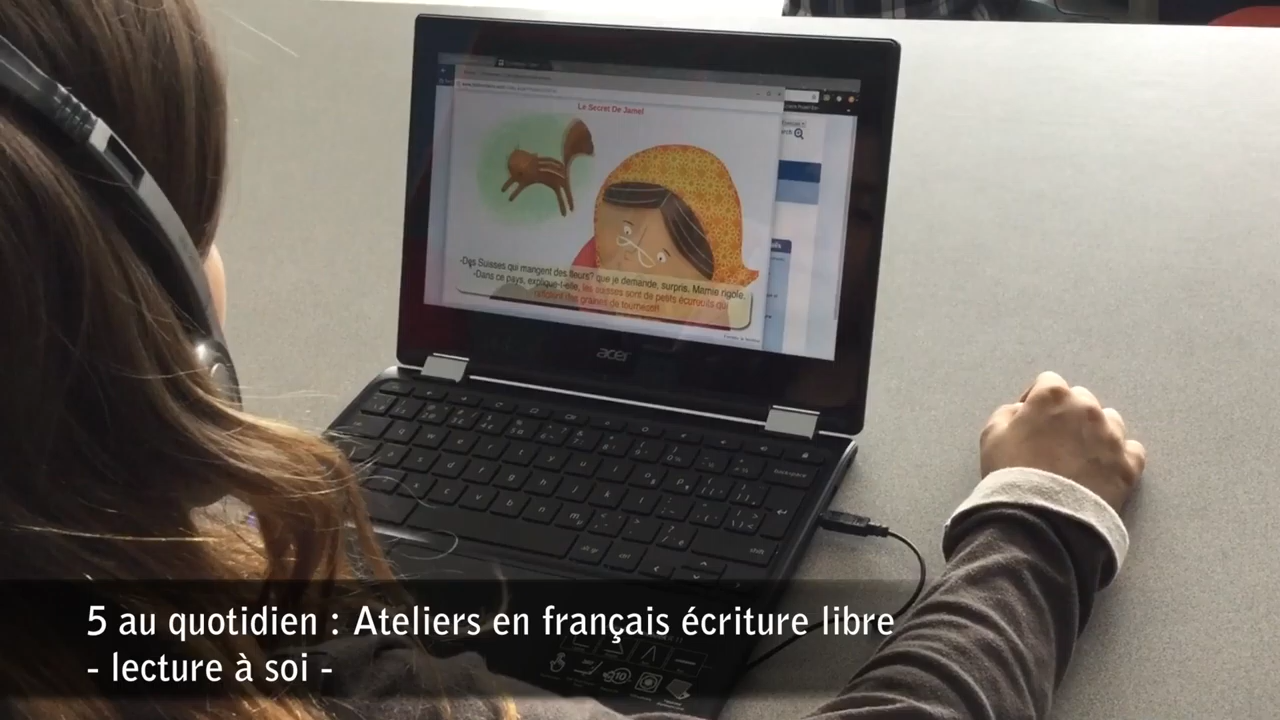 Le Secret De Jamel
-Des Suisses qui mangent des fleurs? que je demande, surpris. Mamie rigole.
-Dans ce pays, explique-t-elle, les suisses sont de petits écureuils qui
raffolent des graines de tournesol!
acer
5 au quotidien : Ateliers en français écriture libre
- lecture à soi -